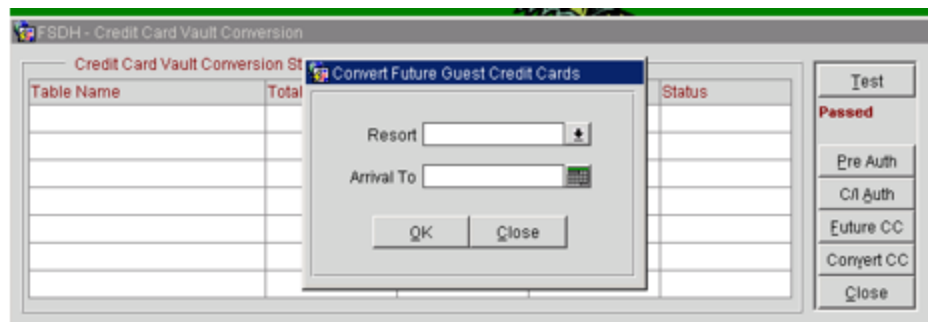 FSDH - Credit Card Vault Conversion
Credit Card Vault Conversion St
Convert Future Guest Credit Cards
Table Name
Total
Status
Test
Passed
Resort
Arrival To
OK
Close
Pre Auth
C/I Auth
Future CC
Convert CC
Close